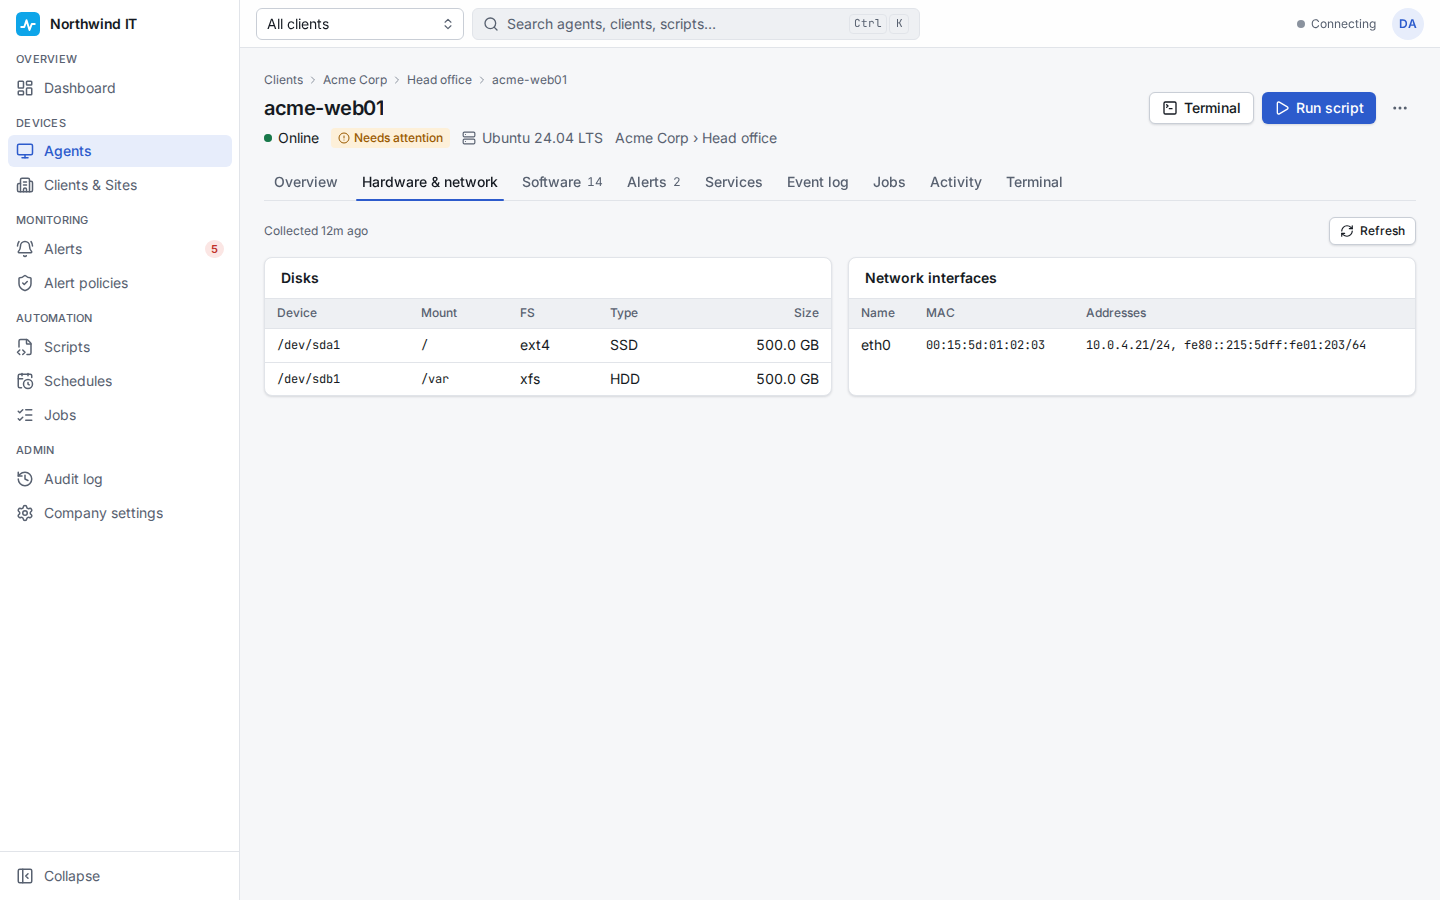 Northwind IT
OVERVIEW
Dashboard
DEVICES
Agents
Clients & Sites
MONITORING
Alerts 5
Alert policies
AUTOMATION
Scripts
Schedules
Jobs
ADMIN
Audit log
Company settings
Collapse
All clients
Search agents, clients, scripts... Ctrl K
Connecting DA
Clients > Acme Corp > Head office > acme-web01
acme-web01
Terminal Run script ...
Online Needs attention Ubuntu 24.04 LTS Acme Corp › Head office
Overview Hardware & network Software 14 Alerts 2 Services Event log Jobs Activity Terminal
Collected 12m ago Refresh
Disks
Device Mount FS Type Size
/dev/sda1 / ext4 SSD 500.0 GB
/dev/sdb1 /var xfs HDD 500.0 GB
Network interfaces
Name MAC Addresses
eth0 00:15:5d:01:02:03 10.0.4.21/24, fe80::215:5dff:fe01:203/64